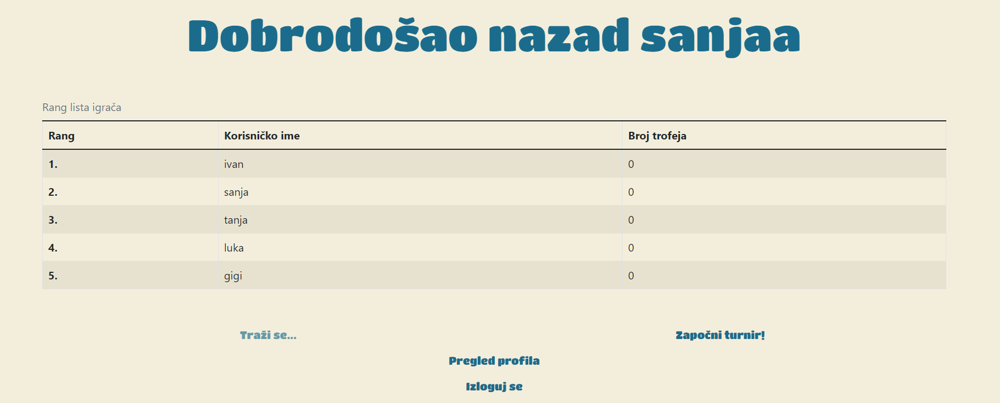 Dobrodošao nazad sanjaa
Rang lista igrača
Rang Korisničko ime Broj trofeja
1. ivan 0
2. sanja 0
3. tanja 0
4. luka 0
5. gigi 0
Traži se... Započni turnir!
Pregled profila
Izloguj se